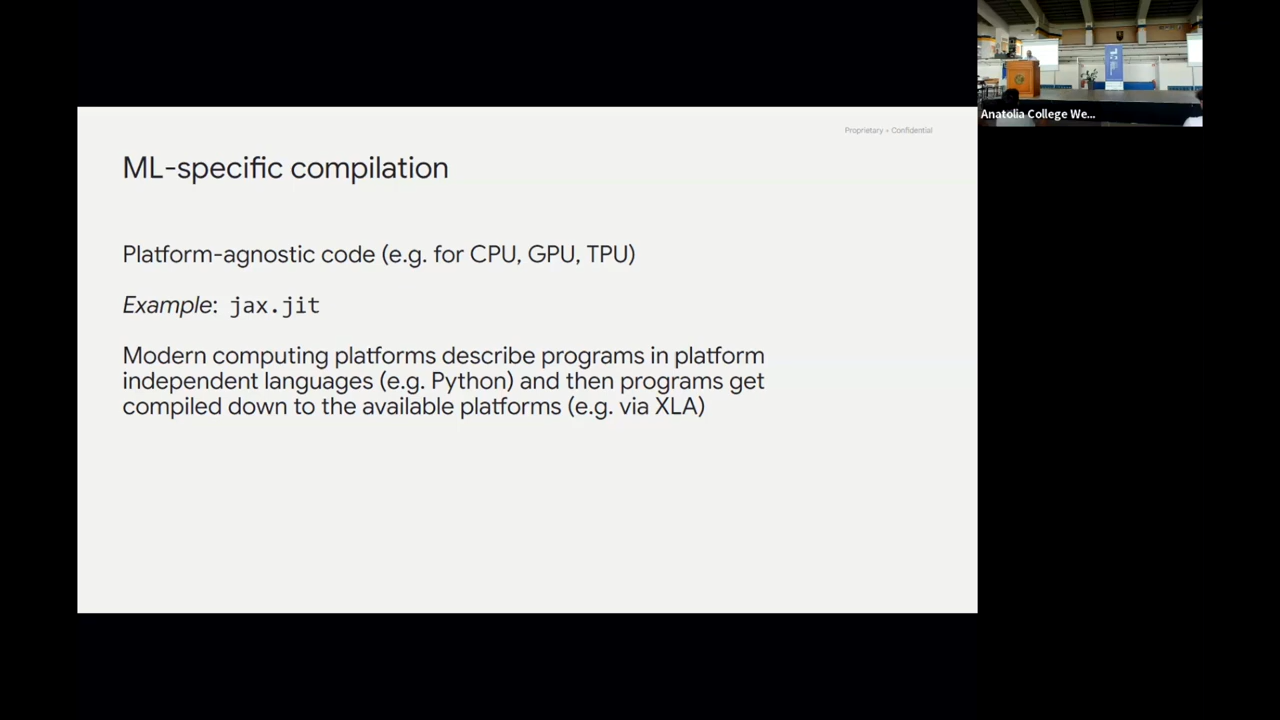 Proprietary + Confidential
Anatolia College We...
ML-specific compilation
Platform-agnostic code (e.g. for CPU, GPU, TPU)
Example: jax.jit
Modern computing platforms describe programs in platform
independent languages (e.g. Python) and then programs get
compiled down to the available platforms (e.g. via XLA)